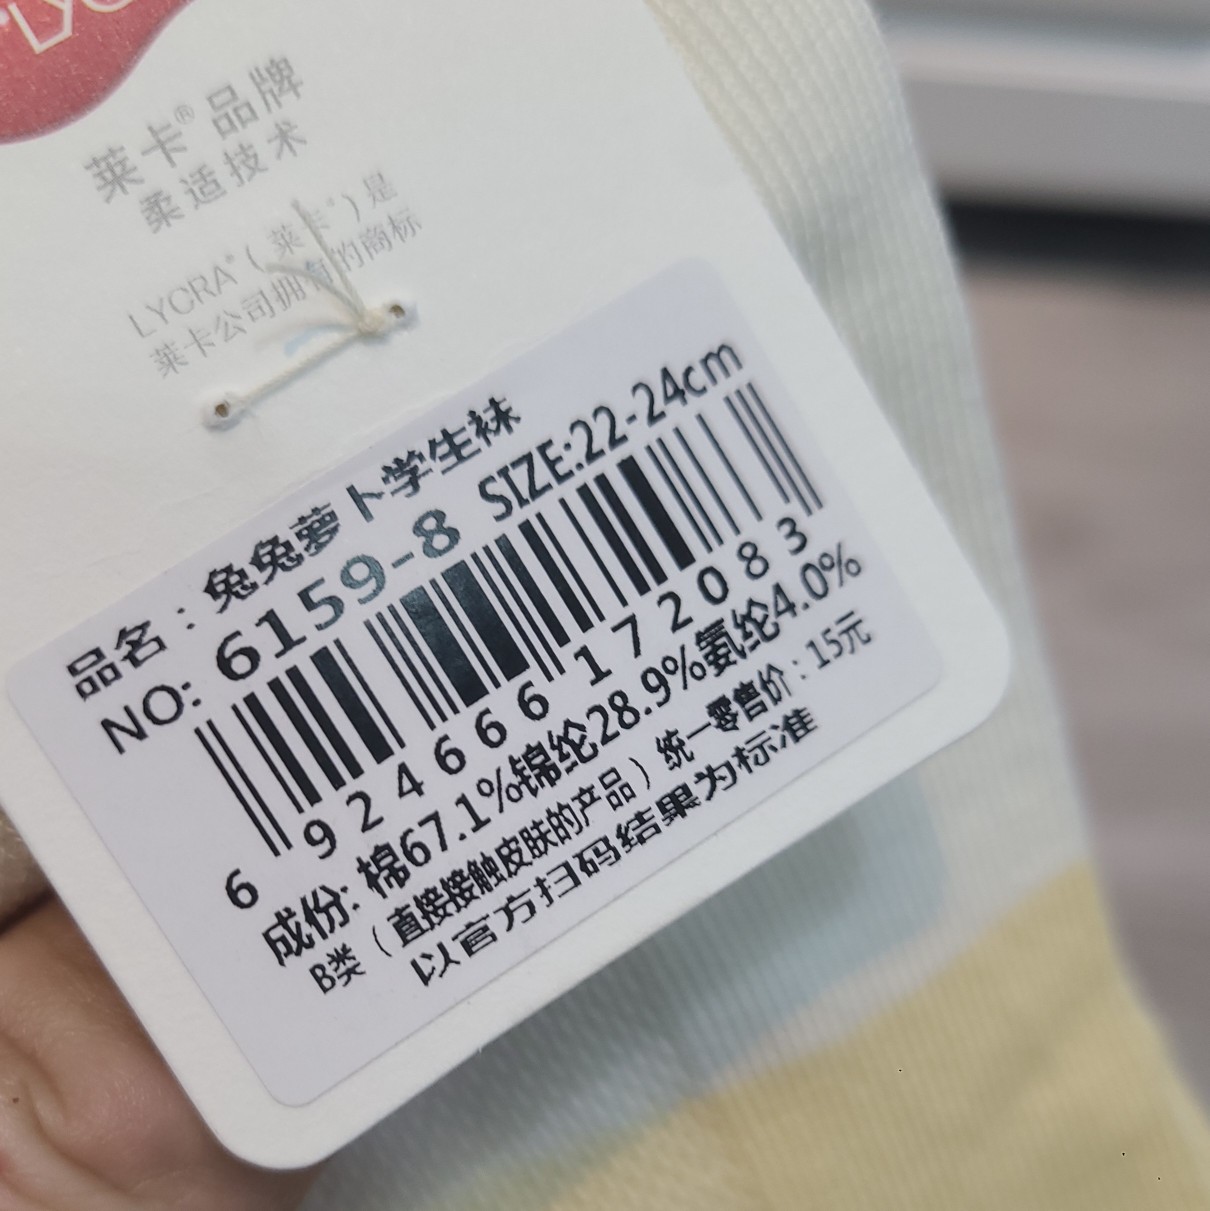 LYCR
莱卡®品牌
柔适技术
LYCRA®(莱卡®)是
莱卡公司拥有的商标
品名：兔兔萝卜学生袜
NO: 6159-8 SIZE:22-24cm
6 924666 172083
成份: 棉67.1%锦纶28.9%氨纶4.0%
B类（直接接触皮肤的产品）统一零售价：15元
以官方扫码结果为标准